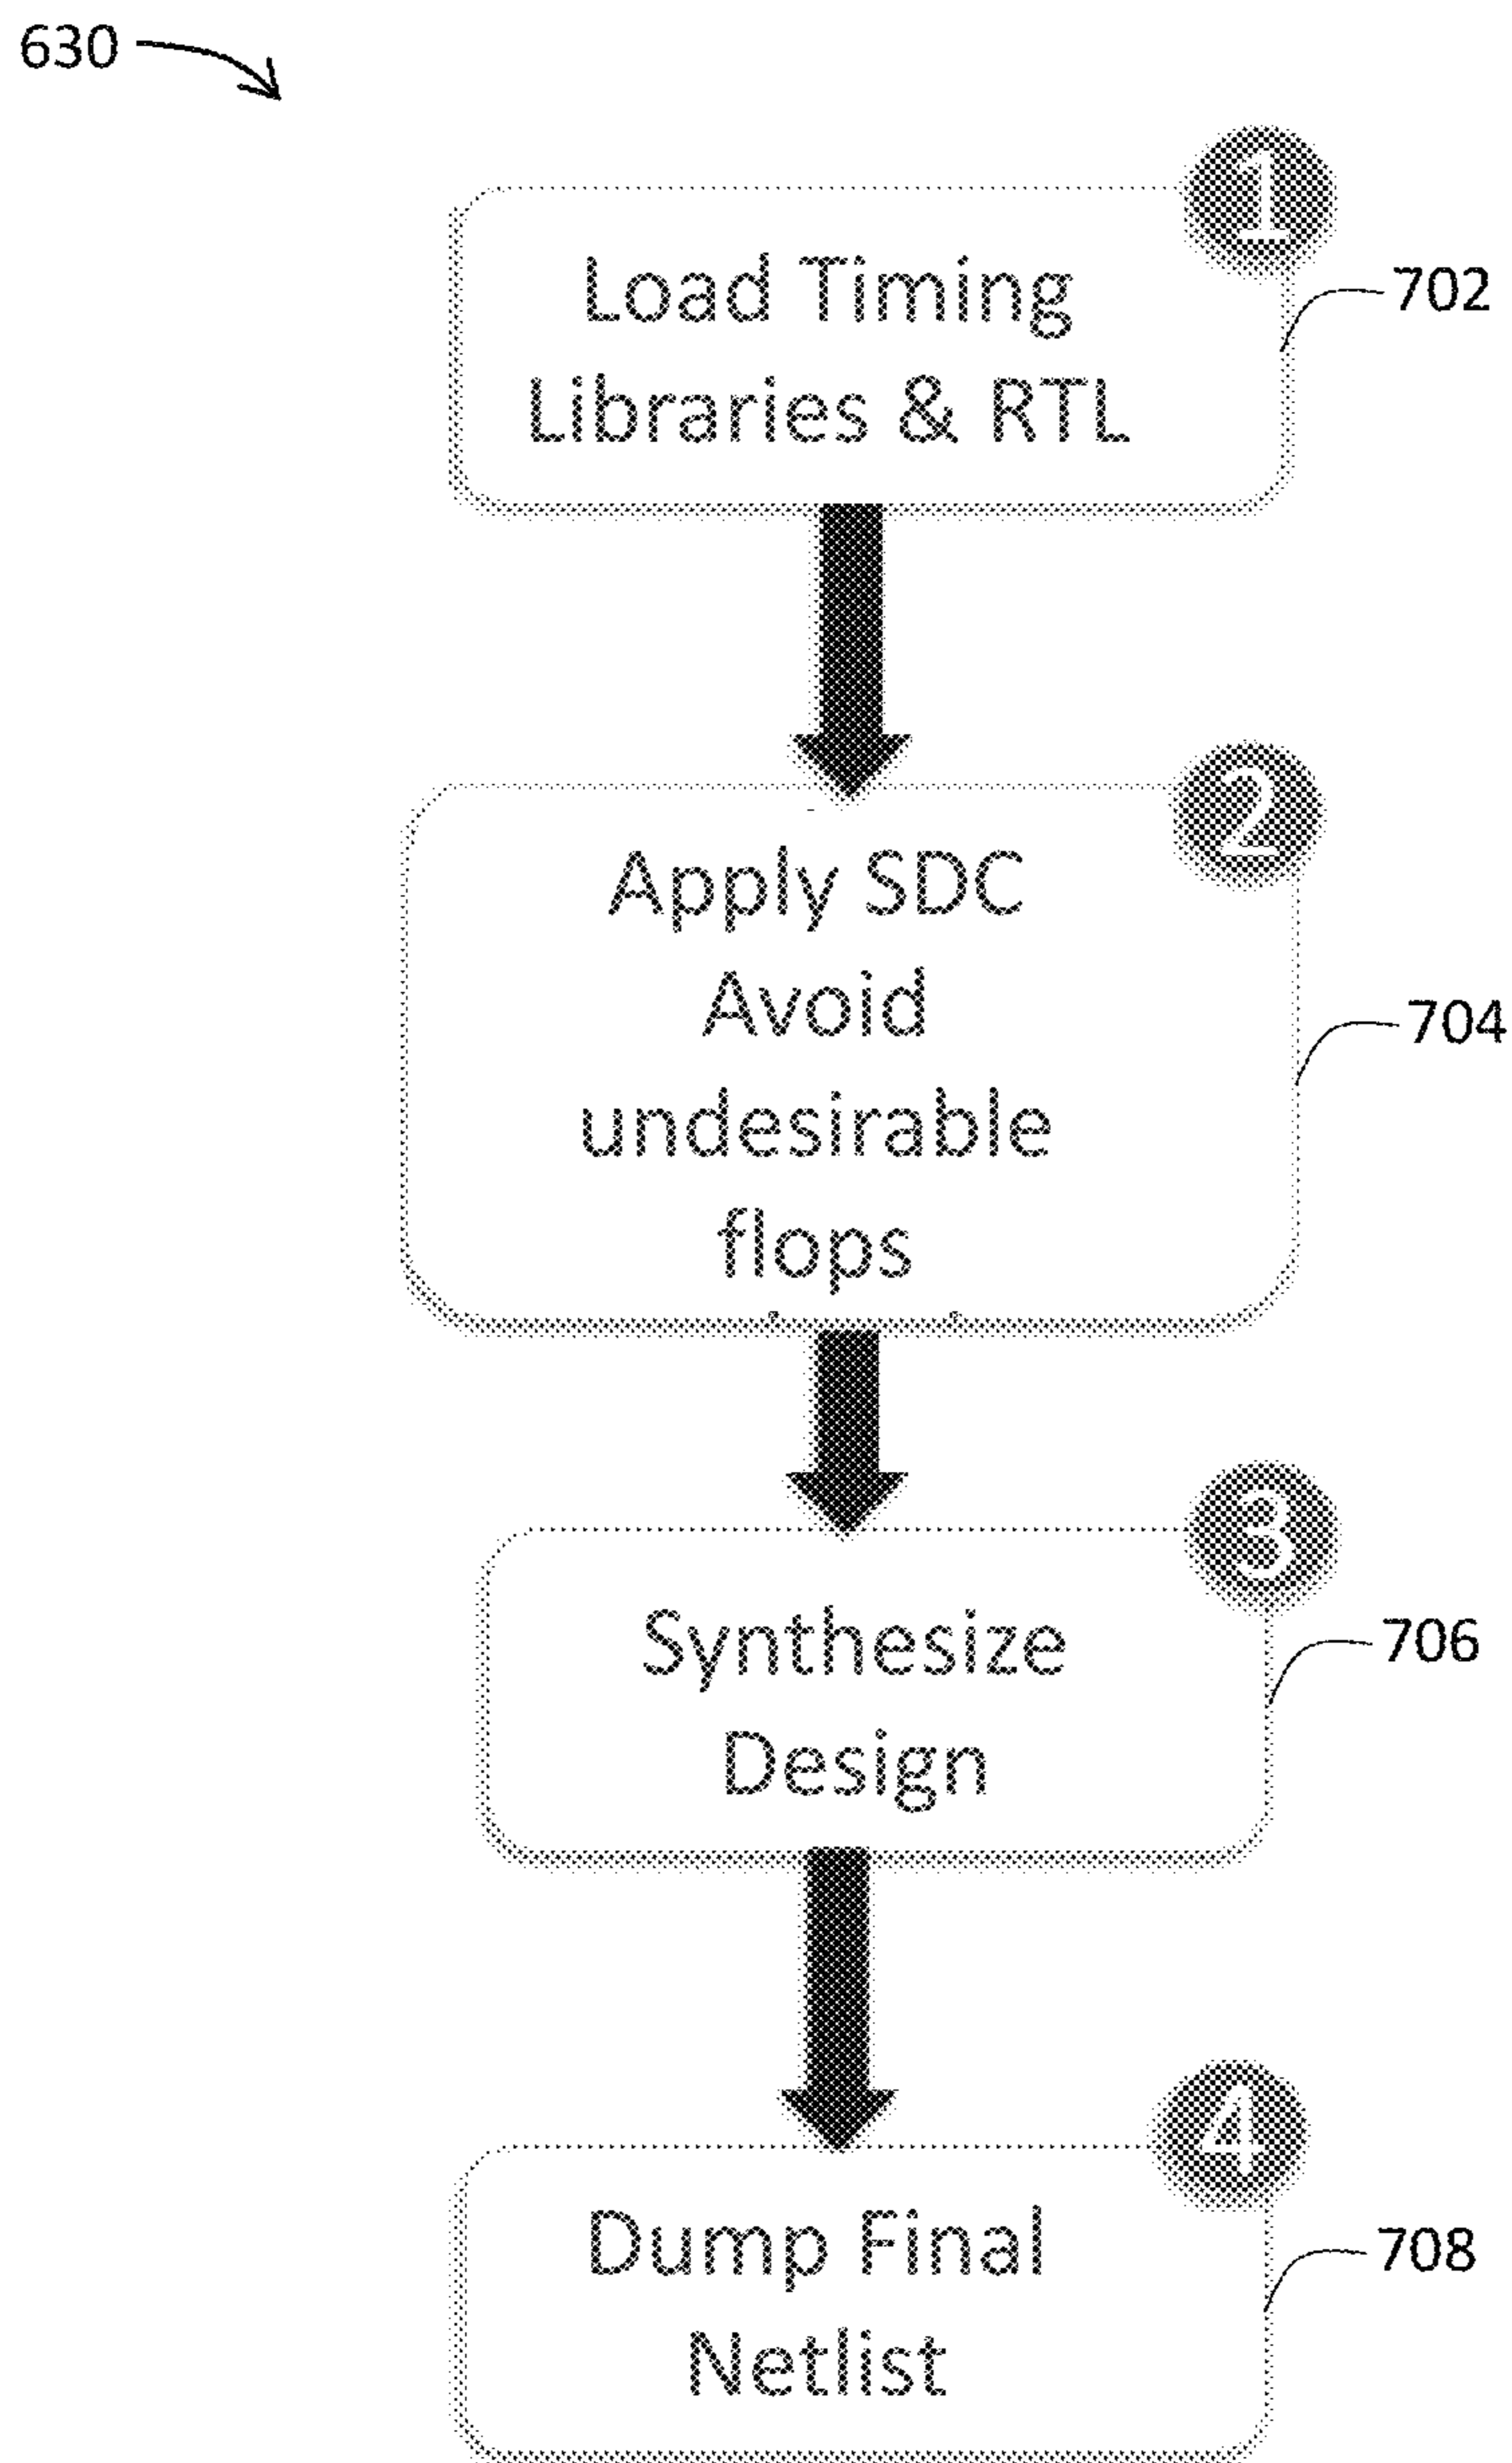 630
1
Load Timing
Libraries & RTL
702
2
Apply SDC
Avoid
undesirable
flops
704
3
Synthesize
Design
706
4
Dump Final
Netlist
708